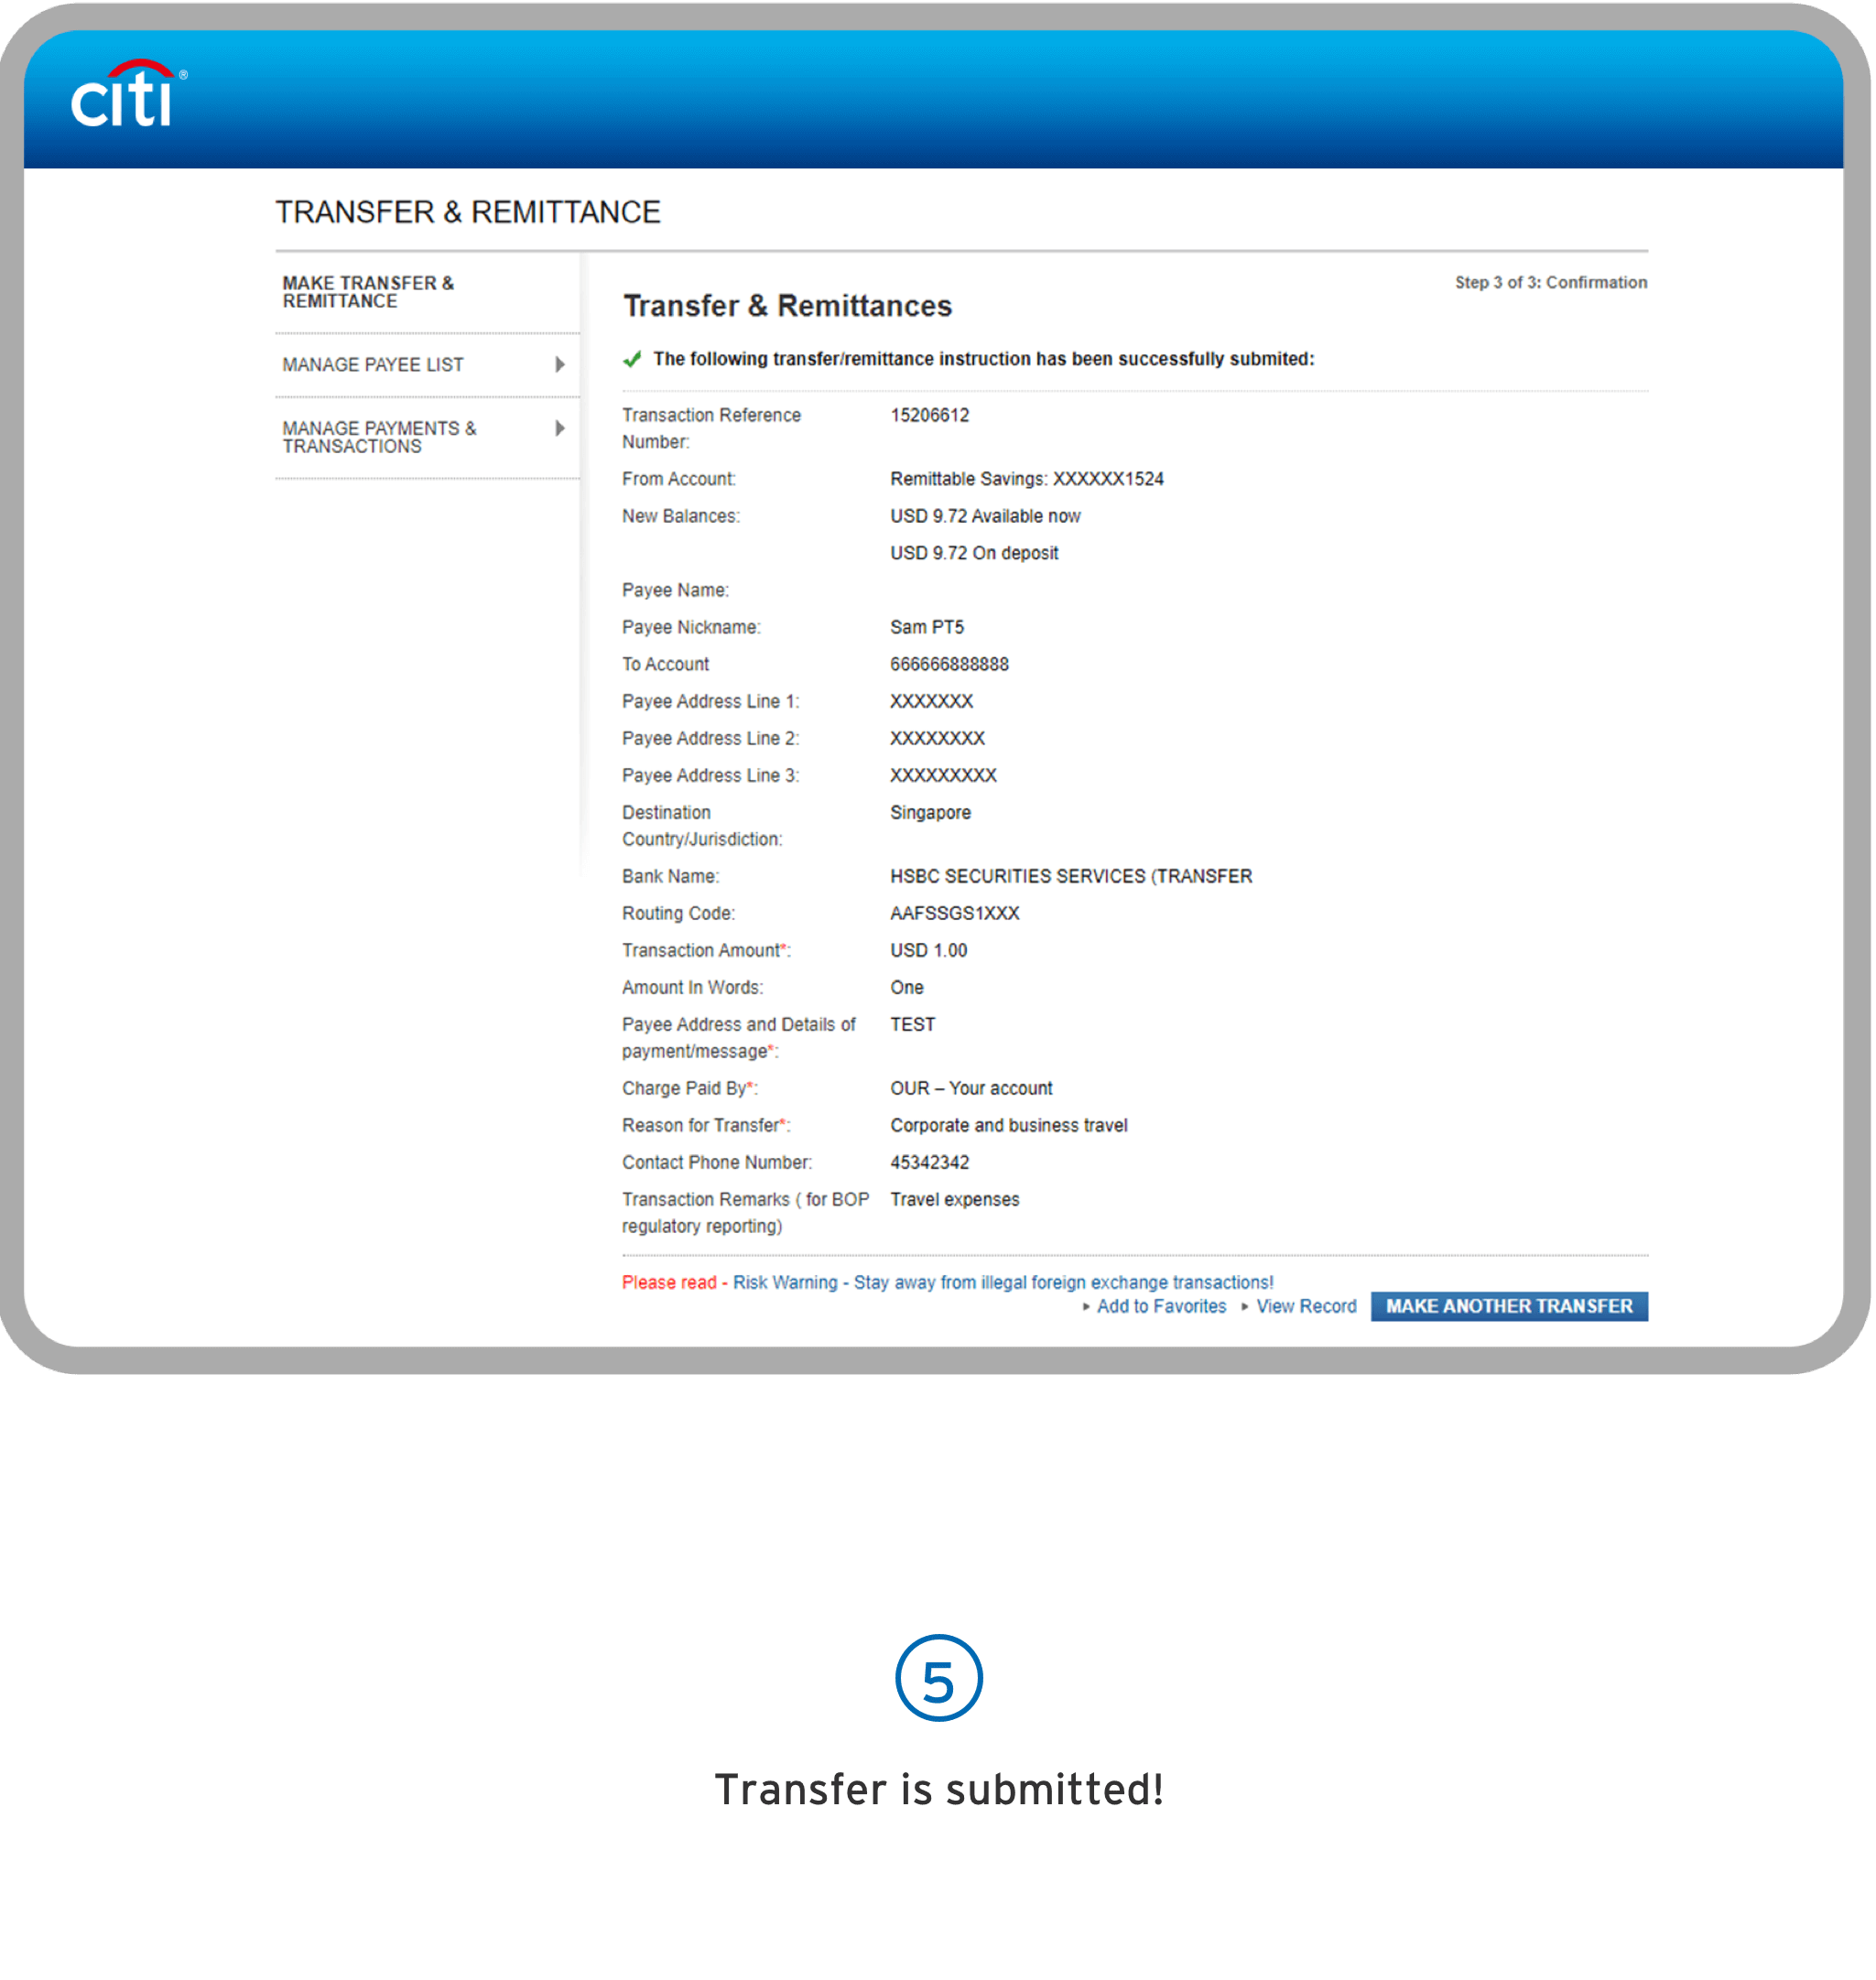 citi®
TRANSFER & REMITTANCE
MAKE TRANSFER &
REMITTANCE
MANAGE PAYEE LIST
MANAGE PAYMENTS &
TRANSACTIONS
Step 3 of 3: Confirmation
Transfer & Remittances
The following transfer/remittance instruction has been successfully submited:
Transaction Reference 15206612
Number:
From Account: Remittable Savings: XXXXXX1524
New Balances: USD 9.72 Available now
USD 9.72 On deposit
Payee Name:
Payee Nickname: Sam PT5
To Account 666666888888
Payee Address Line 1: XXXXXXX
Payee Address Line 2: XXXXXXXX
Payee Address Line 3: XXXXXXXXX
Destination Singapore
Country/Jurisdiction:
Bank Name: HSBC SECURITIES SERVICES (TRANSFER
Routing Code: AAFSSGS1XXX
Transaction Amount*: USD 1.00
Amount In Words: One
Payee Address and Details of TEST
payment/message*:
Charge Paid By*: OUR – Your account
Reason for Transfer*: Corporate and business travel
Contact Phone Number: 45342342
Transaction Remarks ( for BOP Travel expenses
regulatory reporting)
Please read - Risk Warning - Stay away from illegal foreign exchange transactions!
Add to Favorites View Record MAKE ANOTHER TRANSFER
5
Transfer is submitted!